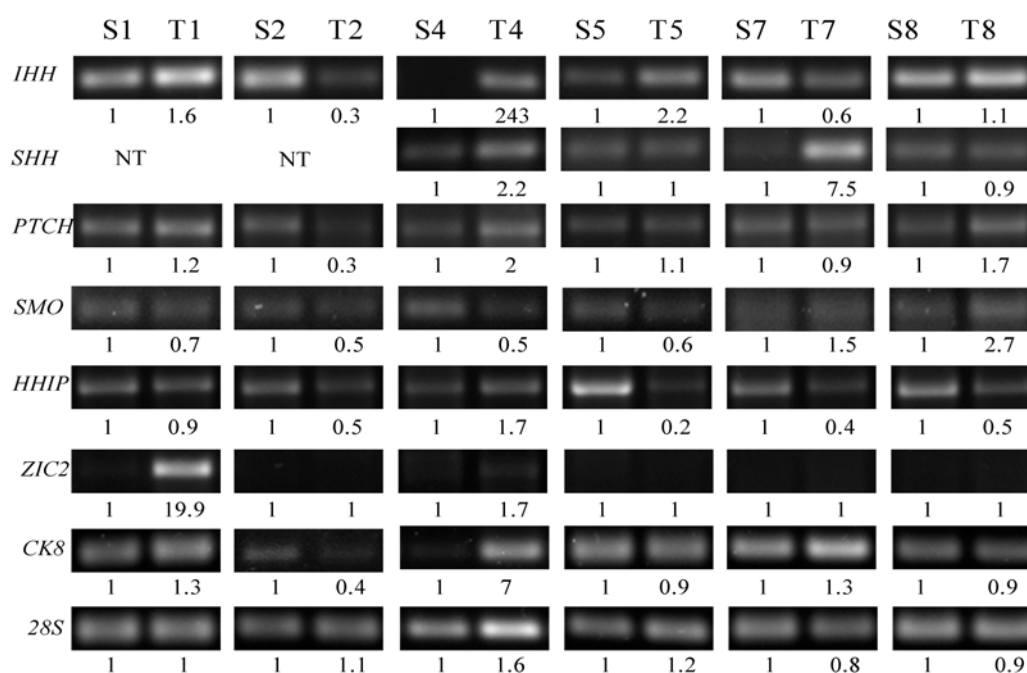 S1 T1 S2 T2 S4 T4 S5 T5 S7 T7 S8 T8
IHH
1 1.6 1 0.3 1 243 1 2.2 1 0.6 1 1.1
SHH NT NT
1 2.2 1 1 1 7.5 1 0.9
PTCH
1 1.2 1 0.3 1 2 1 1.1 1 0.9 1 1.7
SMO
1 0.7 1 0.5 1 0.5 1 0.6 1 1.5 1 2.7
HHIP
1 0.9 1 0.5 1 1.7 1 0.2 1 0.4 1 0.5
ZIC2
1 19.9 1 1 1 1.7 1 1 1 1 1 1
CK8
1 1.3 1 0.4 1 7 1 0.9 1 1.3 1 0.9
28S
1 1 1 1.1 1 1.6 1 1.2 1 0.8 1 0.9